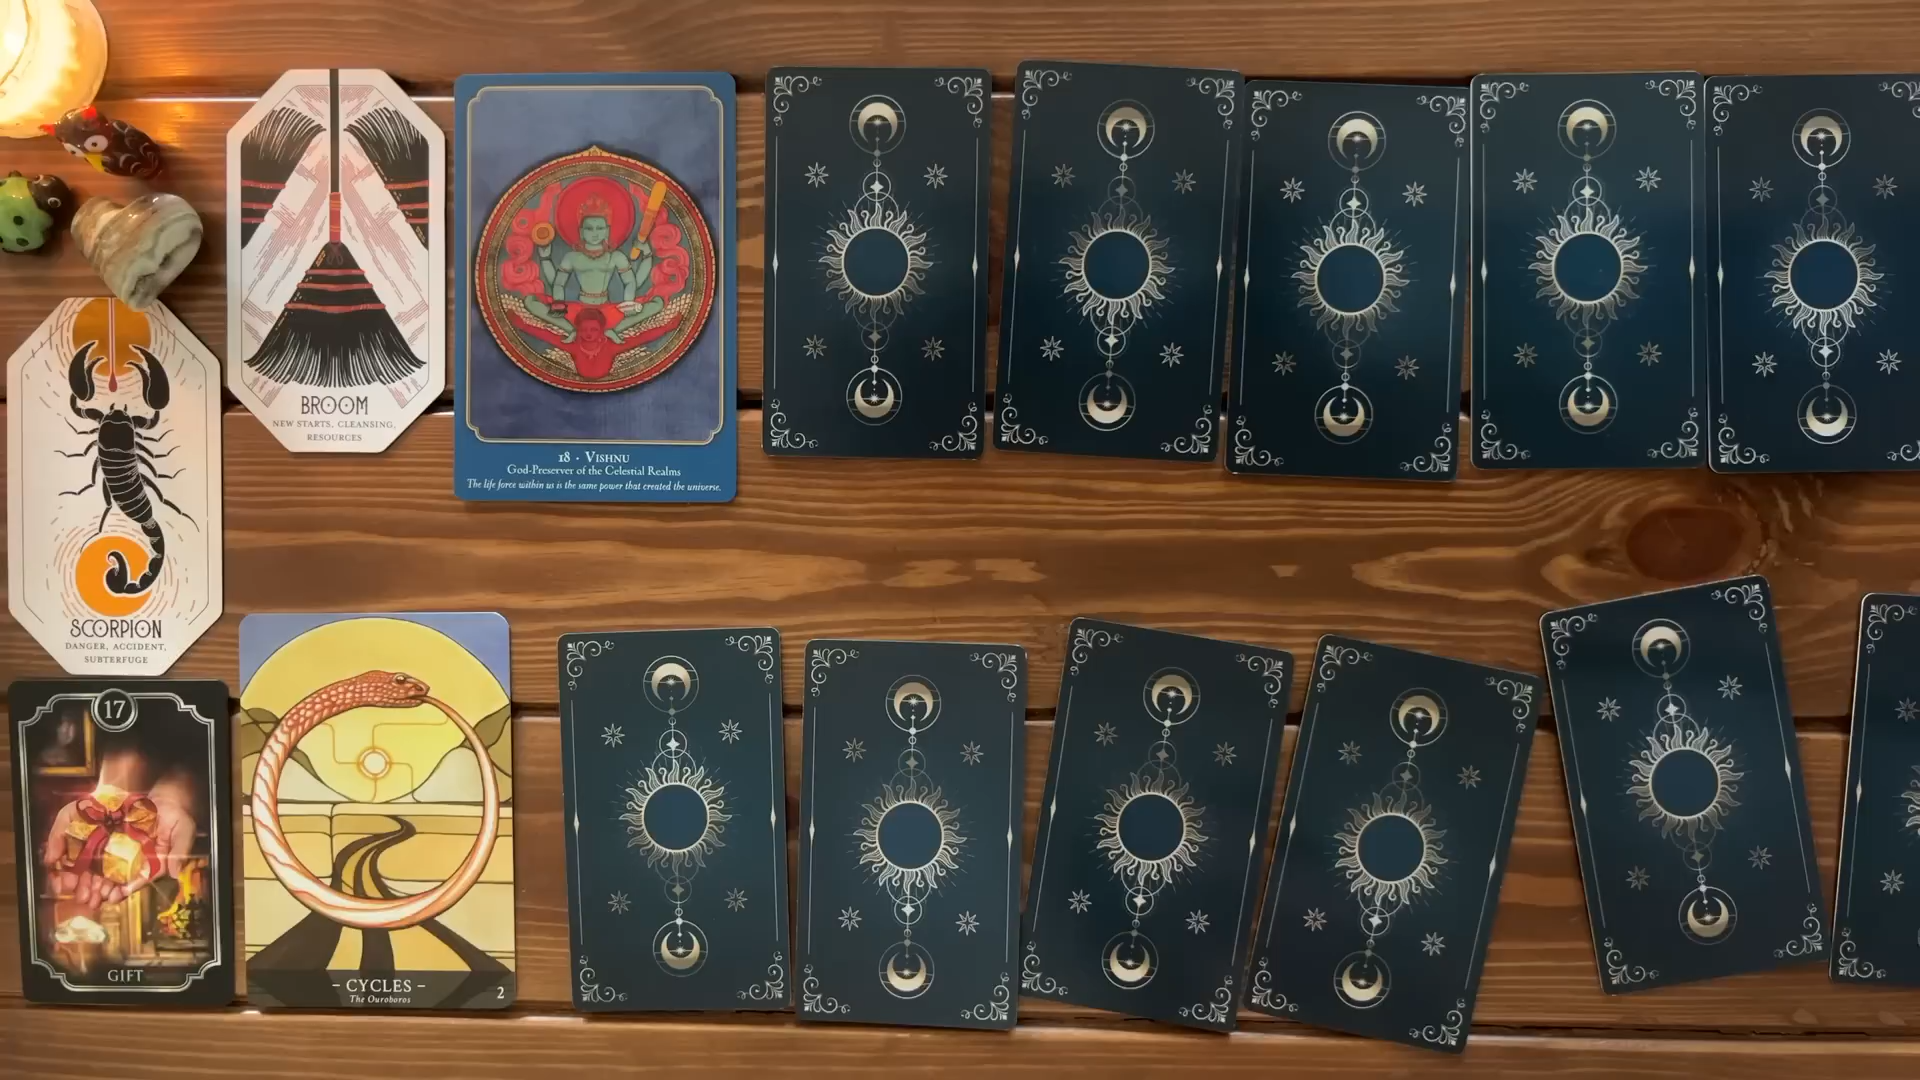 BROOM
NEW STARTS, CLEANSING,
RESOURCES
18 · VISHNU
God-Preserver of the Celestial Realms
The life force within us is the same power that created the universe.
SCORPION
DANGER, ACCIDENT,
SUBTERFUGE
17
GIFT
- CYCLES -
The Ouroboros
2